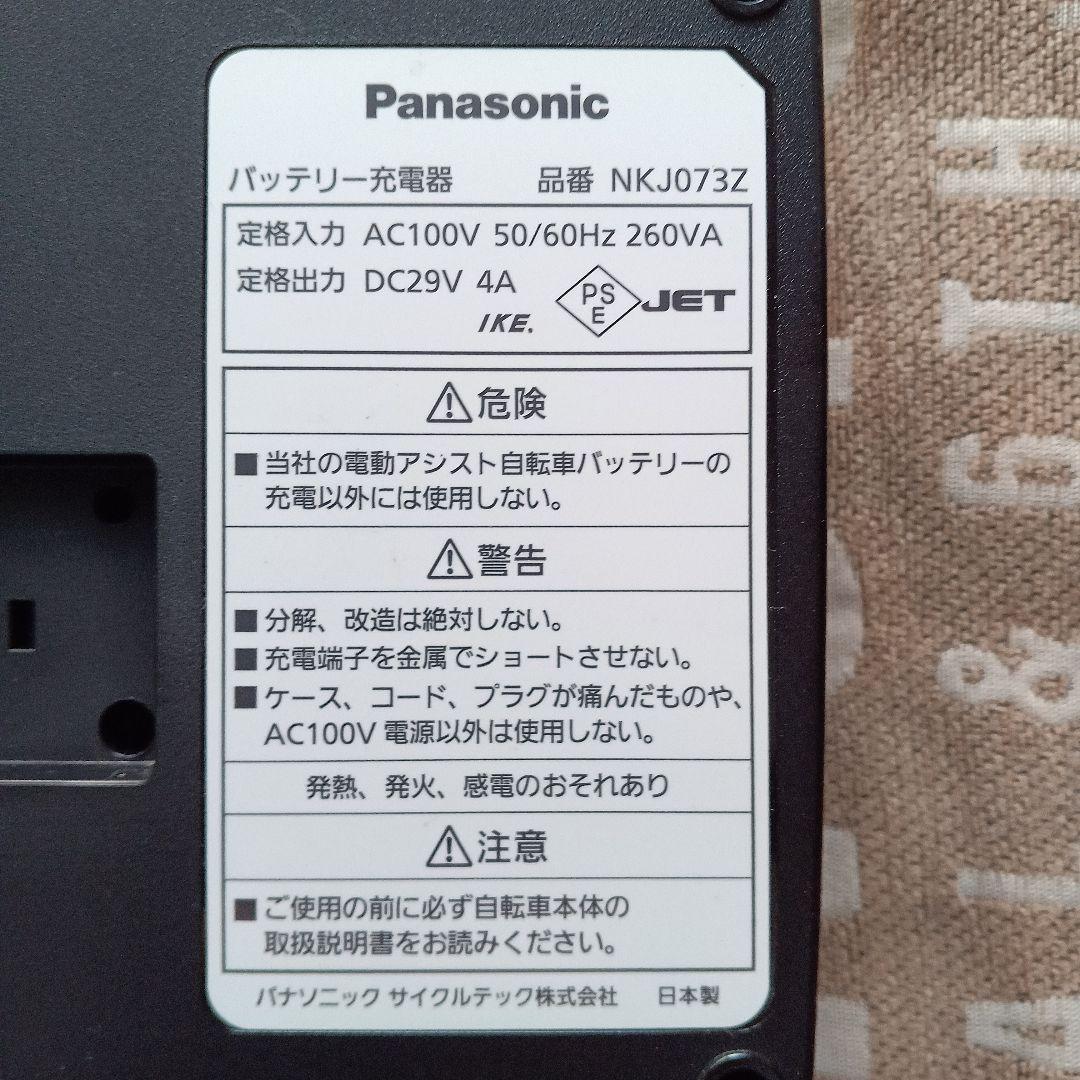 Panasonic
バッテリー充電器 品番 NKJ073Z
定格入力 AC100V 50/60Hz 260VA
定格出力 DC29V 4A
IKE.
PS
E
JET
危険
■当社の電動アシスト自転車バッテリーの
充電以外には使用しない。
警告
■分解、改造は絶対しない。
■充電端子を金属でショートさせない。
■ケース、コード、プラグが痛んだものや、
AC100V 電源以外は使用しない。
発熱、発火、感電のおそれあり
注意
■ご使用の前に必ず自転車本体の
取扱説明書をお読みください。
パナソニック サイクルテック株式会社 日本製